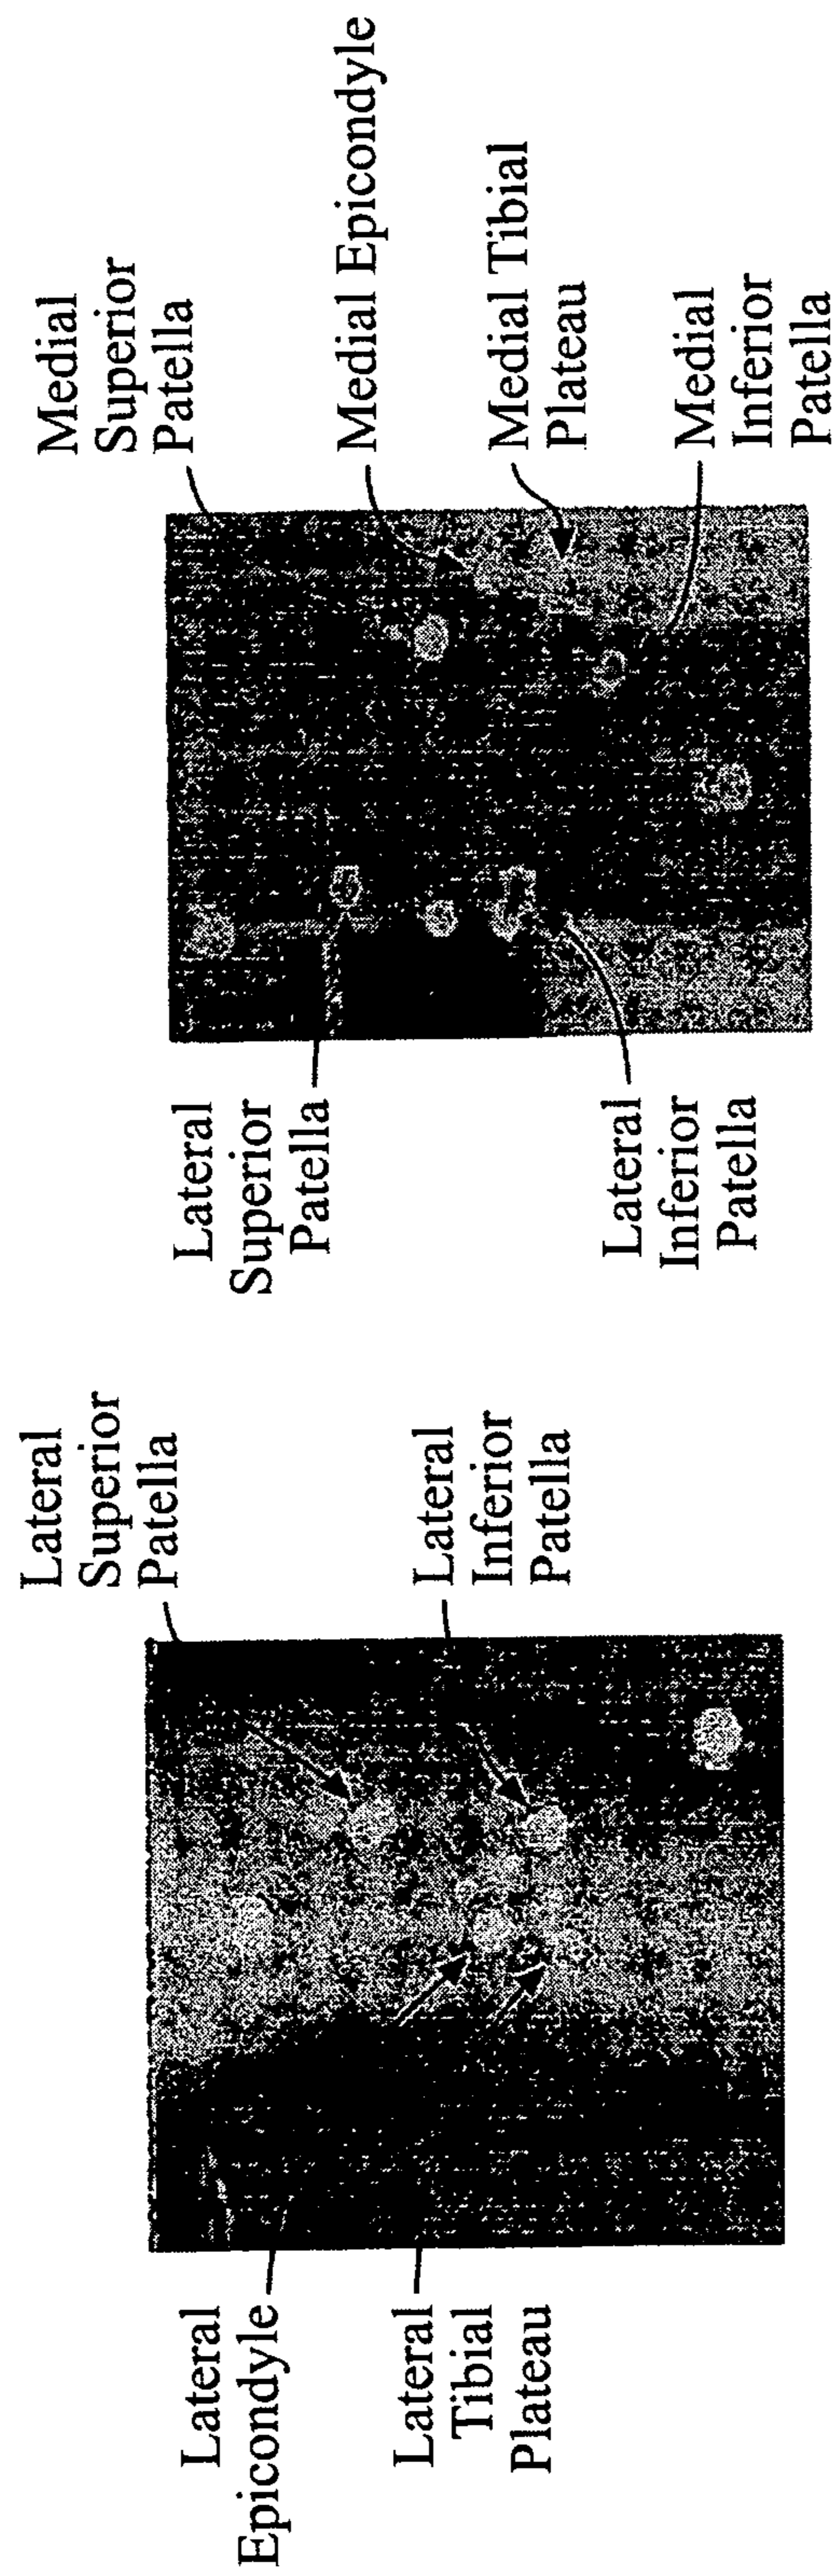 Lateral
Epicondyle
Lateral
Tibial
Plateau
Lateral
Superior
Patella
Lateral
Inferior
Patella
Lateral
Superior
Patella
Lateral
Inferior
Patella
Medial
Superior
Patella
Medial Epicondyle
Medial Tibial
Plateau
Medial
Inferior
Patella